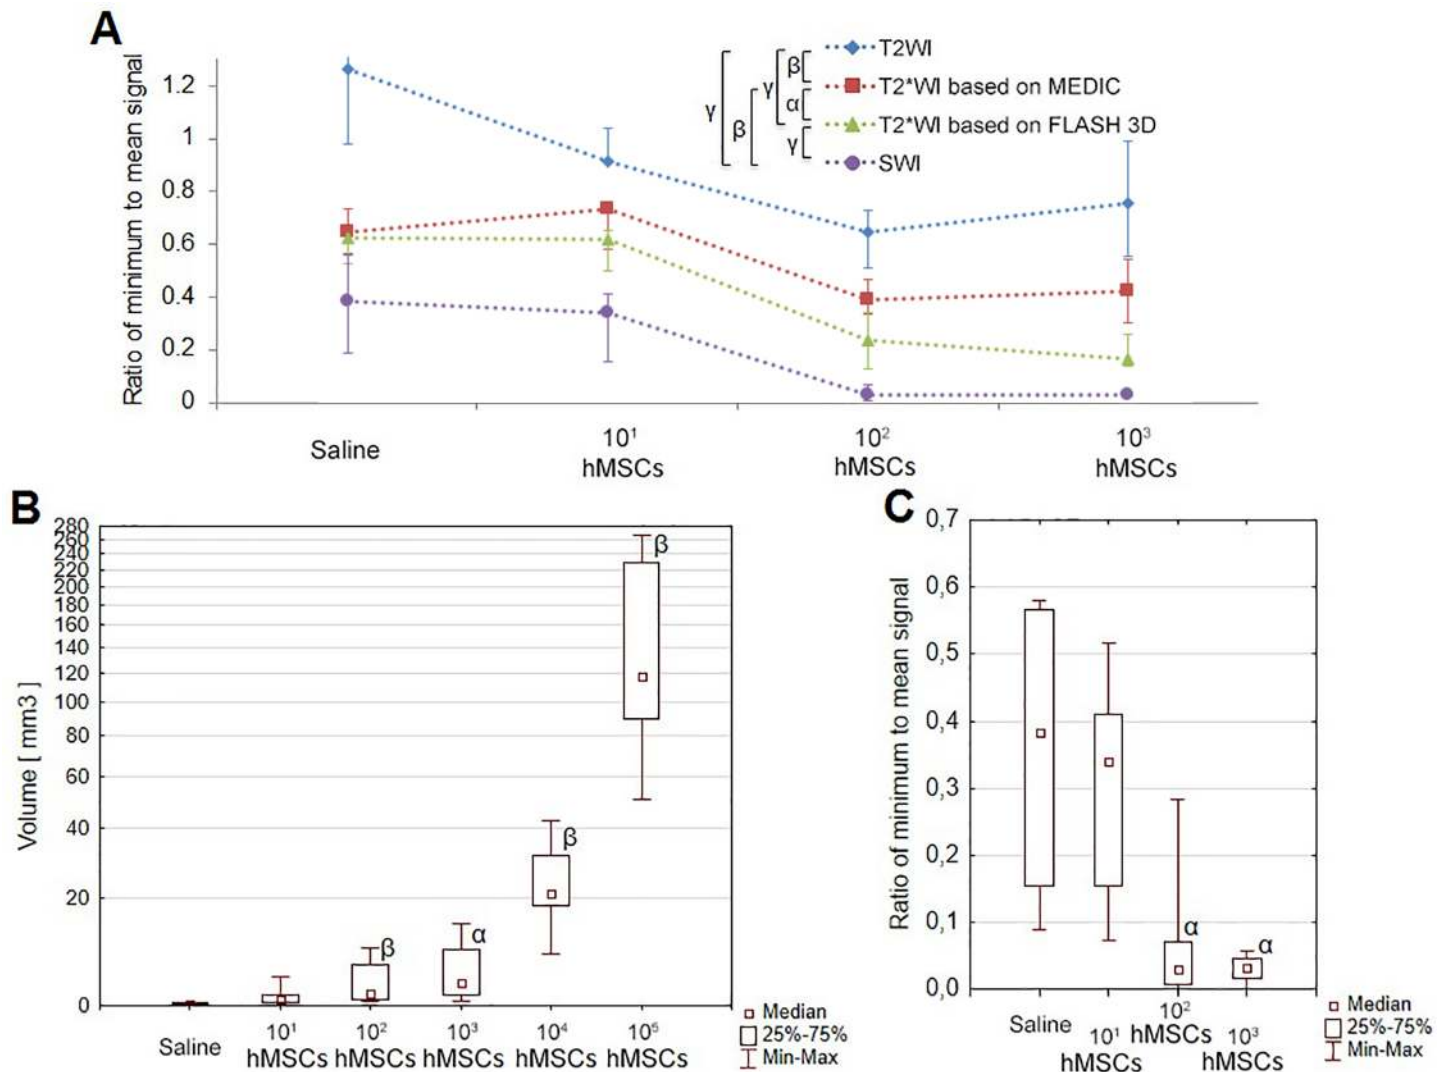 A
Ratio of minimum to mean signal
1.2
1
0.8
0.6
0.4
0.2
0
γ
β
γ
β
α
γ
T2WI
T2*WI based on MEDIC
T2*WI based on FLASH 3D
SWI
Saline
10¹
hMSCs
10²
hMSCs
10³
hMSCs
B
Volume [ mm3 ]
280
260
240
220
200
180
160
140
120
100
80
60
40
20
0
β
α
β
β
Saline
10¹
hMSCs
10²
hMSCs
10³
hMSCs
10⁴
hMSCs
10⁵
hMSCs
Median
25%-75%
Min-Max
C
Ratio of minimum to mean signal
0,7
0,6
0,5
0,4
0,3
0,2
0,1
0,0
α
α
Saline
10¹
hMSCs
10²
hMSCs
10³
hMSCs
Median
25%-75%
Min-Max